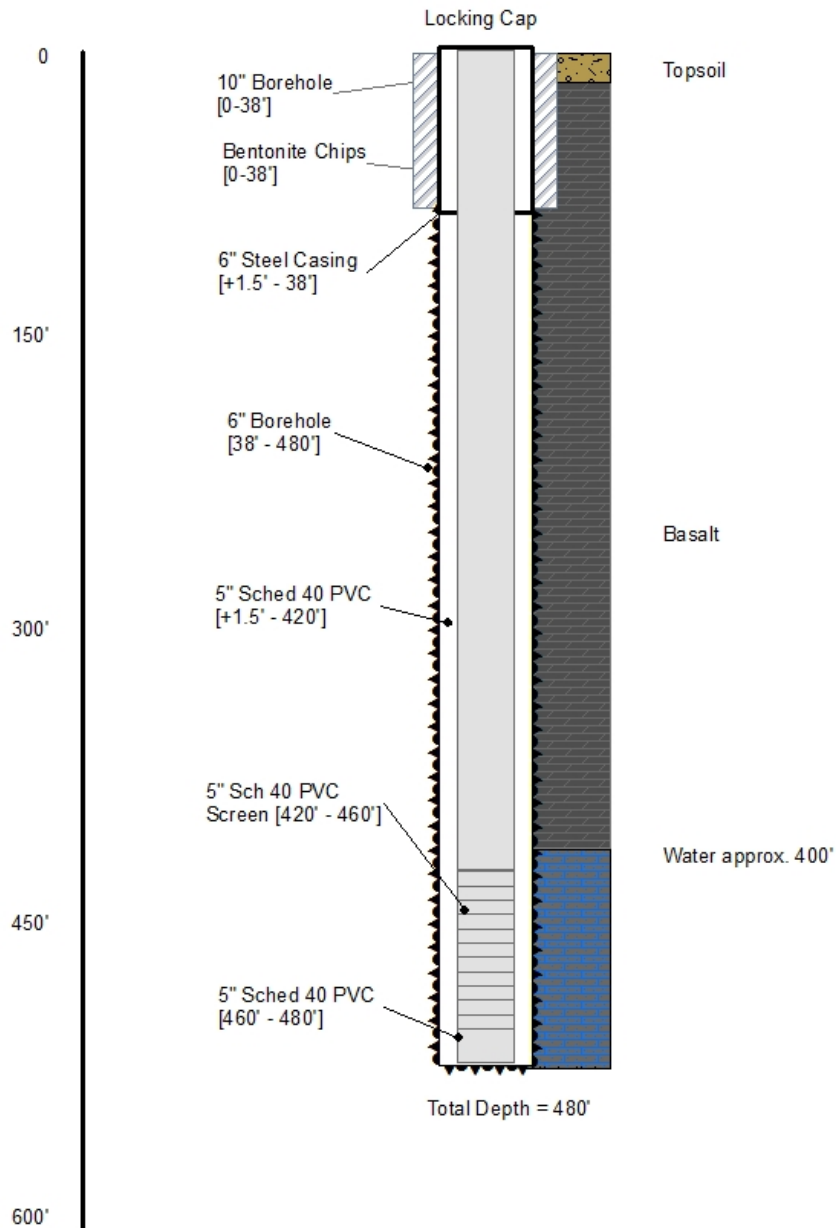 Locking Cap
0
10" Borehole
[0-38']
Topsoil
Bentonite Chips
[0-38']
6" Steel Casing
[+1.5' - 38']
150'
6" Borehole
[38' - 480']
Basalt
5" Sched 40 PVC
[+1.5' - 420']
300'
5" Sch 40 PVC
Screen [420' - 460']
Water approx. 400'
450'
5" Sched 40 PVC
[460' - 480']
Total Depth = 480'
600'